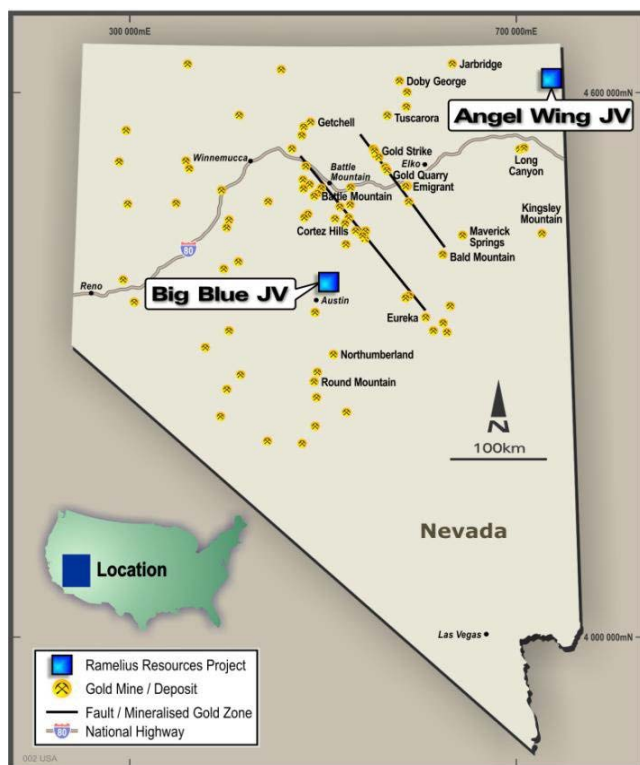 300 000mE
700 000mE
Jarbridge
Doby George
4 600 000mN
Angel Wing JV
Getchell
Tuscarora
Winnemucca
Gold Strike
Elko
Long
Canyon
Battle
Mountain
Gold Quarry
Emigrant
Battle Mountain
Kingsley
Mountain
Cortez Hills
Maverick
Springs
80
Bald Mountain
Reno
Big Blue JV
Austin
Eureka
Northumberland
Round Mountain
N
100km
Nevada
Location
Las Vegas
4 000 000mN
Ramelius Resources Project
Gold Mine / Deposit
Fault / Mineralised Gold Zone
80
National Highway
002 USA